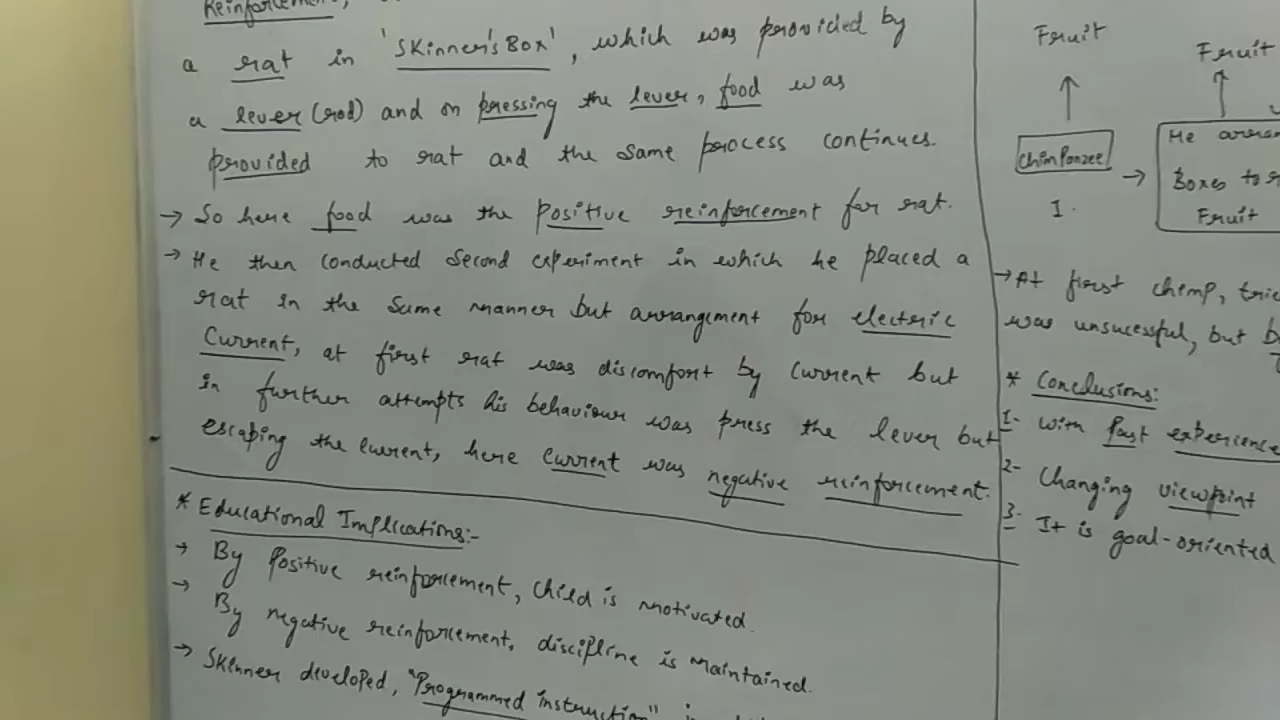 Reinforcement,
a rat in 'Skinner's Box', which was provided by
a lever (rod) and on pressing the lever, food was
provided to rat and the same process continues.
→ So here food was the positive reinforcement for rat.
→ He then conducted second experiment in which he placed a
rat in the same manner but arrangement for electric
current, at first rat was discomfort by current but
in further attempts his behaviour was press the lever but
escaping the current, here current was negative reinforcement.
* Educational Implications:-
→ By positive reinforcement, child is motivated.
→ By negative reinforcement, discipline is maintained.
→ Skinner developed, "Programmed instruction"
Fruit
Fruit
Chimponzee
→
He
Boxes to
Fruit
1.
→ At first chimp,
was unsucessful, but
* Conclusions:
1- with past experience
2- Changing viewpoint
3- It is goal-oriented